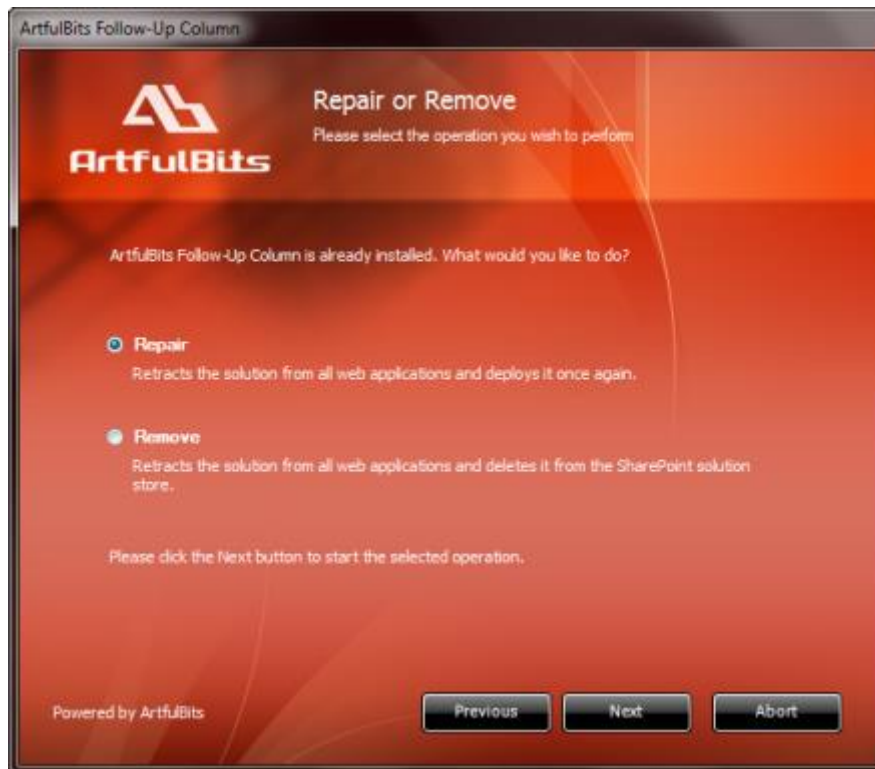 ArtfulBits Follow-Up Column
ArtfulBits
Repair or Remove
Please select the operation you wish to perform
ArtfulBits Follow-Up Column is already installed. What would you like to do?
Repair
Retracts the solution from all web applications and deploys it once again.
Remove
Retracts the solution from all web applications and deletes it from the SharePoint solution
store.
Please click the Next button to start the selected operation.
Powered by ArtfulBits
Previous
Next
Abort